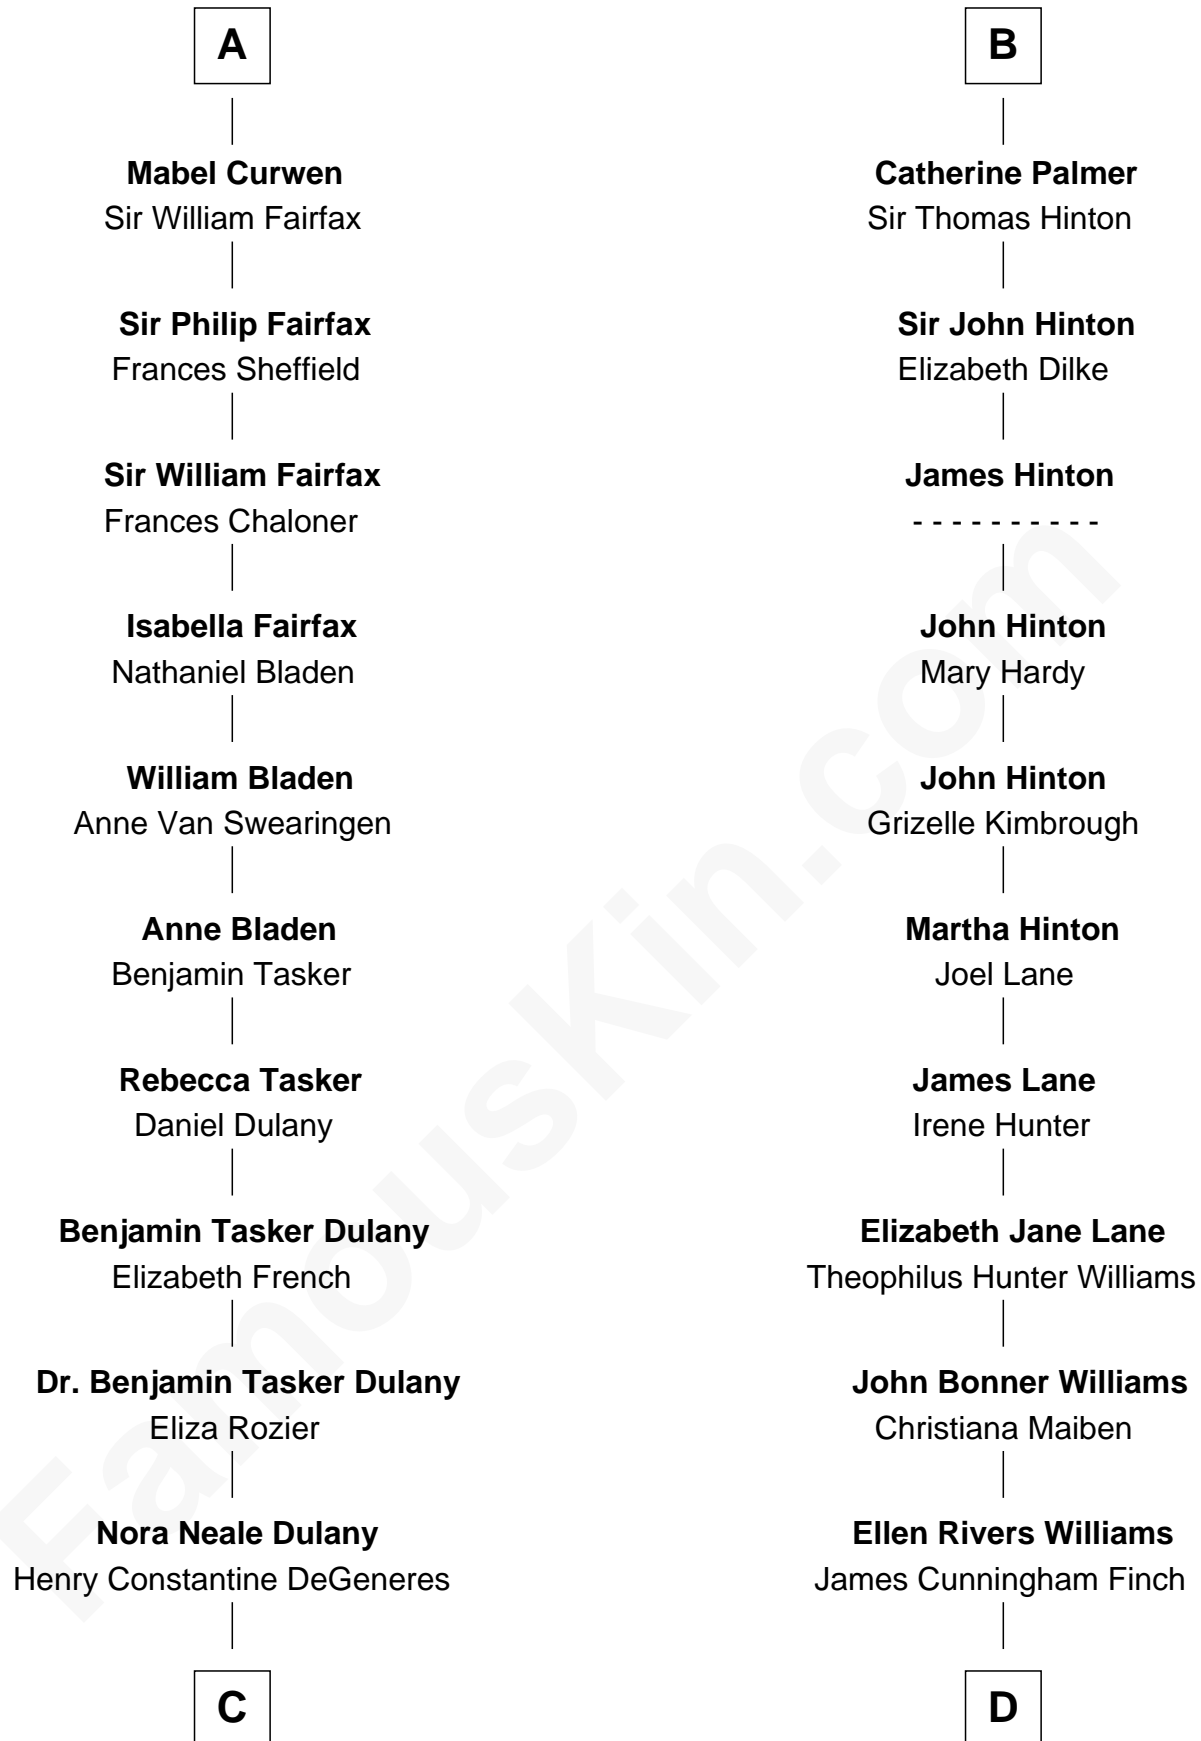 A
Mabel Curwen
Sir William Fairfax
Sir Philip Fairfax
Frances Sheffield
Sir William Fairfax
Frances Chaloner
Isabella Fairfax
Nathaniel Bladen
William Bladen
Anne Van Swearingen
Anne Bladen
Benjamin Tasker
Rebecca Tasker
Daniel Dulany
Benjamin Tasker Dulany
Elizabeth French
Dr. Benjamin Tasker Dulany
Eliza Rozier
Nora Neale Dulany
Henry Constantine DeGeneres
C
B
Catherine Palmer
Sir Thomas Hinton
Sir John Hinton
Elizabeth Dilke
James Hinton
- - - - - - - - - -
John Hinton
Mary Hardy
John Hinton
Grizelle Kimbrough
Martha Hinton
Joel Lane
James Lane
Irene Hunter
Elizabeth Jane Lane
Theophilus Hunter Williams
John Bonner Williams
Christiana Maiben
Ellen Rivers Williams
James Cunningham Finch
D
FamousKin.com